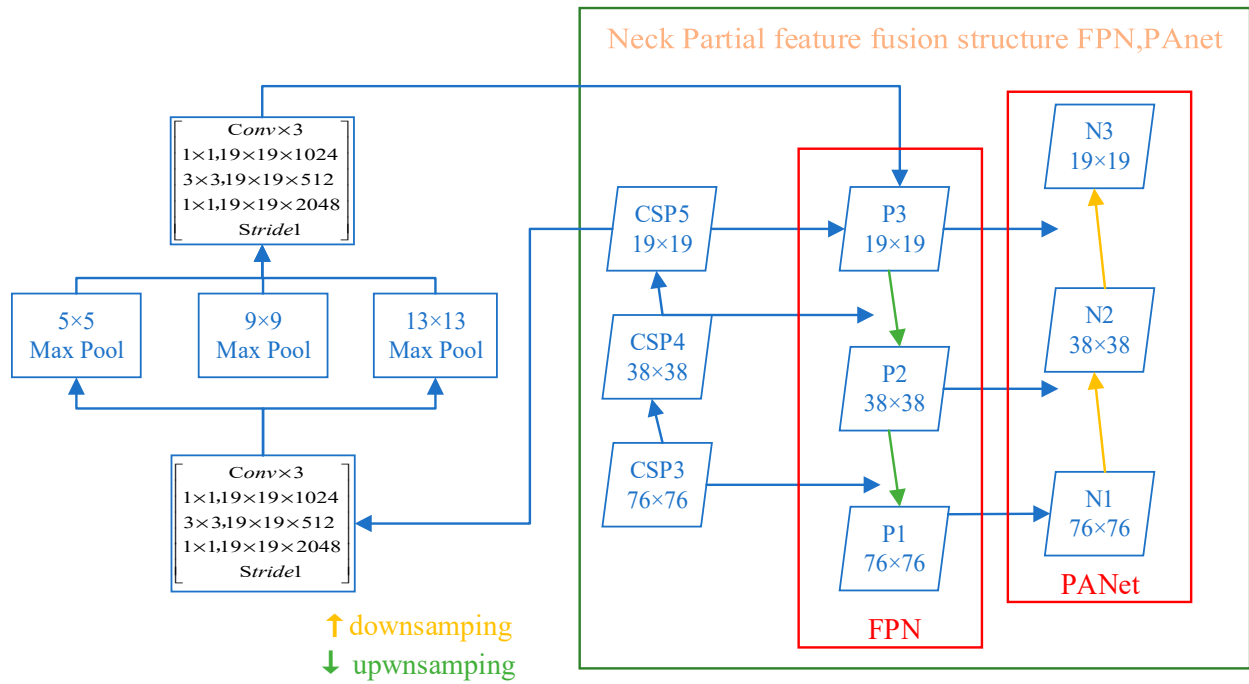 Neck Partial feature fusion structure FPN,PAnet
Conv×3
1×1,19×19×1024
3×3,19×19×512
1×1,19×19×2048
Stride1
5×5
Max Pool
9×9
Max Pool
13×13
Max Pool
Conv×3
1×1,19×19×1024
3×3,19×19×512
1×1,19×19×2048
Stride1
CSP5
19×19
CSP4
38×38
CSP3
76×76
P3
19×19
P2
38×38
P1
76×76
FPN
N3
19×19
N2
38×38
N1
76×76
PANet
downsamping
upwnsamping